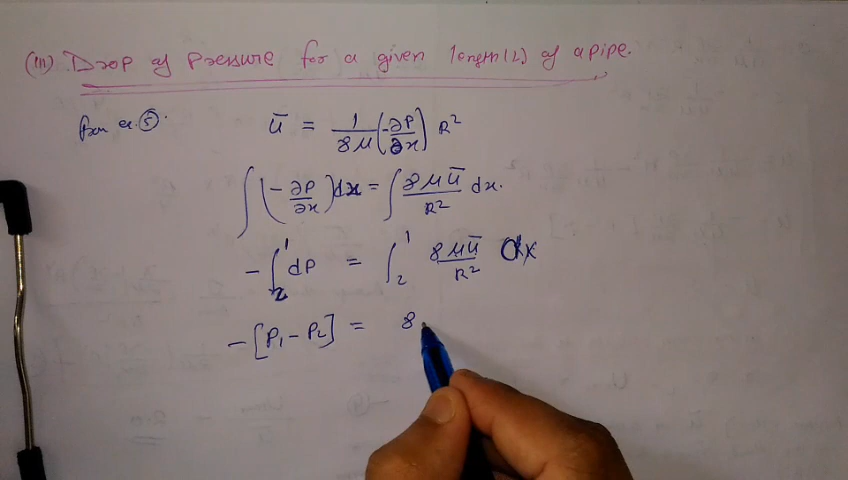 (iii) Drop of Pressure for a given length (L) of a pipe.
from eq. ⑤. ū = 1/8μ (-∂P/∂x) R²
∫(-∂P/∂x)dx = ∫ 8μū/R² dx.
-∫₂¹ dP = ∫₂¹ 8μū/R² dx
-[P₁ - P₂] = 8